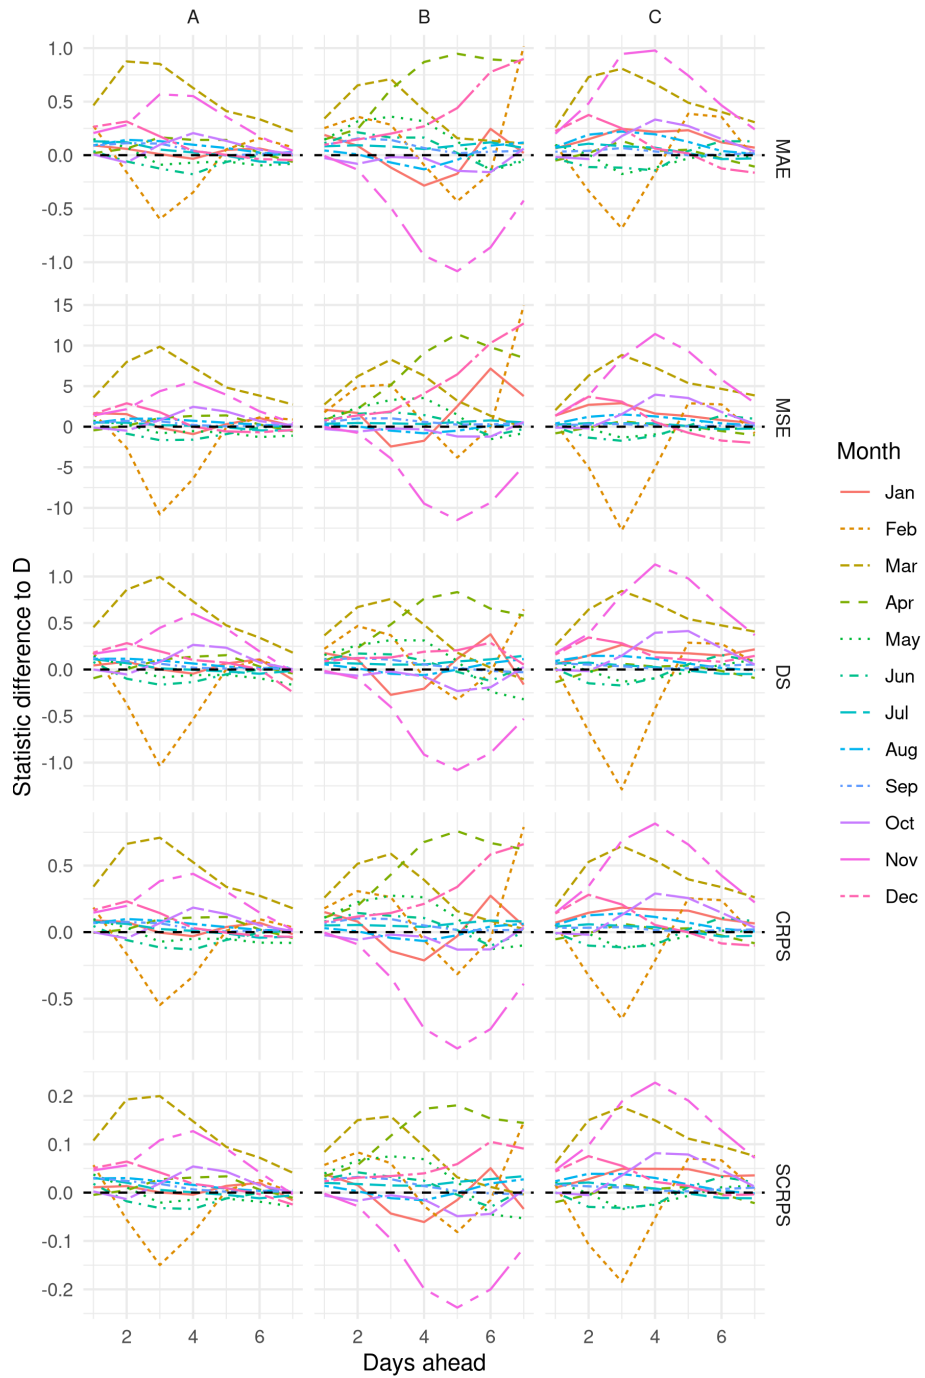 A B C
1.0
0.5
0.0
-0.5
-1.0
MAE
15
10
5
0
-5
-10
MSE
1.0
0.5
0.0
-0.5
-1.0
DS
0.5
0.0
-0.5
CRPS
0.2
0.1
0.0
-0.1
-0.2
SCRPS
2 4 6 2 4 6 2 4 6
Days ahead
Statistic difference to D
Month
Jan
Feb
Mar
Apr
May
Jun
Jul
Aug
Sep
Oct
Nov
Dec